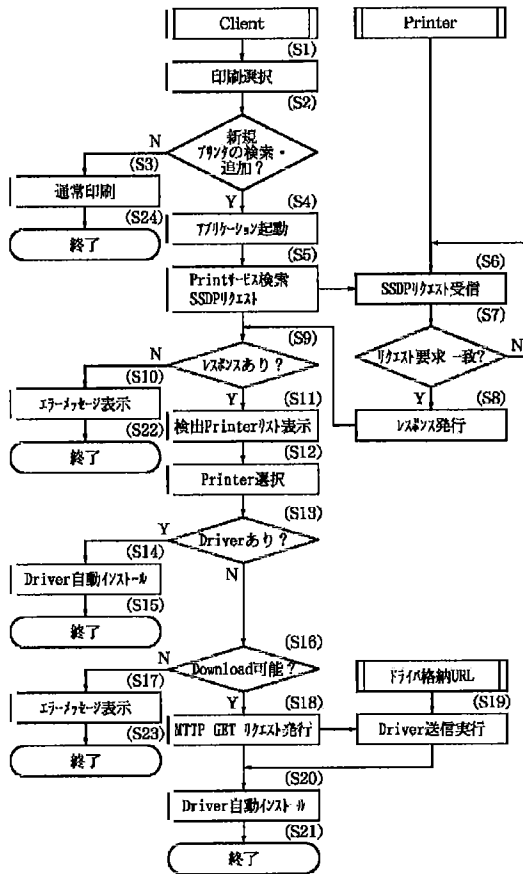 Client
Printer
(S1)
印刷選択
(S2)
新規
プリンタの検索・
追加?
N
(S3)
通常印刷
(S24)
終了
Y
(S4)
アプリケーション起動
(S5)
Printサービス検索
SSDPリクエスト
(S6)
SSDPリクエスト受信
(S7)
リクエスト要求 一致?
N
Y
(S8)
レスポンス発行
(S9)
レスポンスあり?
N
(S10)
エラーメッセージ表示
(S22)
終了
Y
(S11)
検出Printerリスト表示
(S12)
Printer選択
(S13)
Driverあり?
Y
(S14)
Driver自動インストール
(S15)
終了
N
(S16)
Download可能?
N
(S17)
エラーメッセージ表示
(S23)
終了
Y
(S18)
HTTP GET リクエスト発行
ドライバ格納URL
(S19)
Driver送信実行
(S20)
Driver自動インストール
(S21)
終了